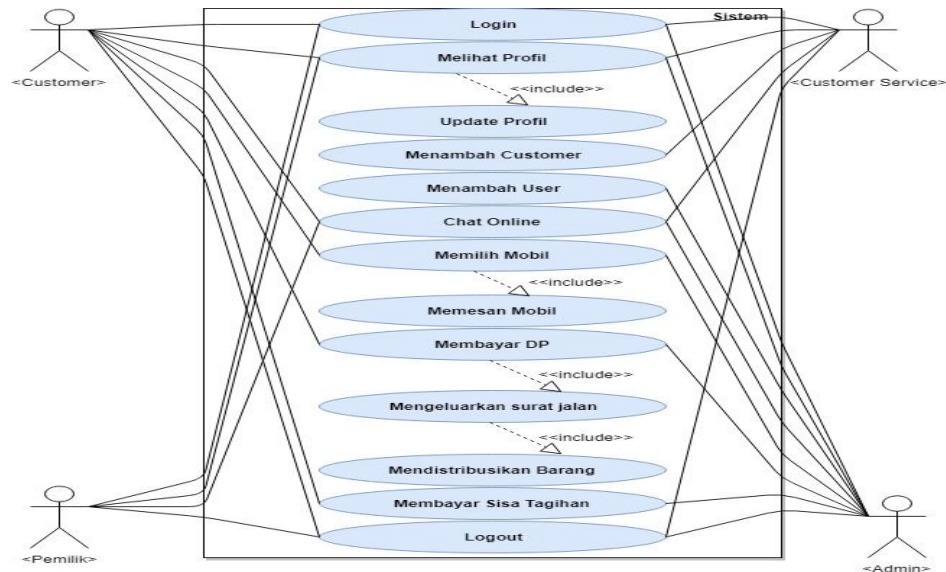 Sistem
Login
Melihat Profil
<Customer>
<Customer Service>
<<include>>
Update Profil
Menambah Customer
Menambah User
Chat Online
Memilih Mobil
<<include>>
Memesan Mobil
Membayar DP
<<include>>
Mengeluarkan surat jalan
<<include>>
Mendistribusikan Barang
Membayar Sisa Tagihan
Logout
<Pemilik>
<Admin>